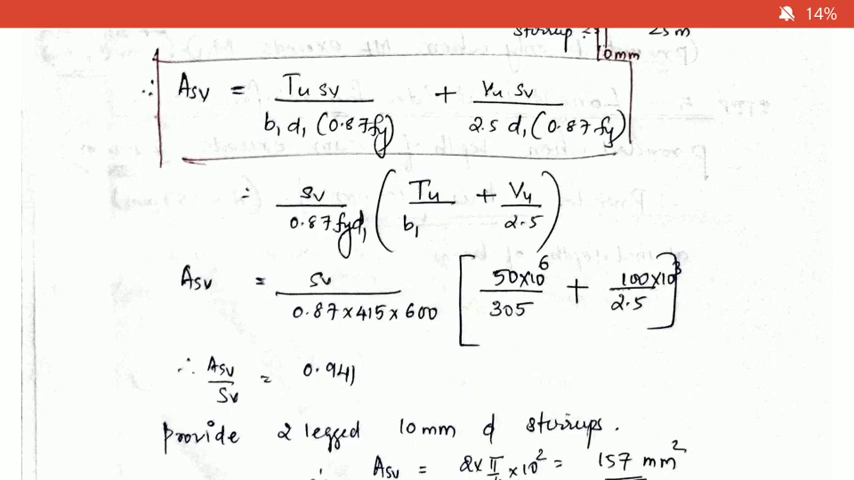 14%
stirrup = 25 m
10mm
∴ Asv = Tu sv / b1 d1 (0.87fy) + Vu sv / 2.5 d1 (0.87fy)
= sv / 0.87fyd1 ( Tu / b1 + Vu / 2.5 )
Asv = sv / 0.87×415×600 [ 50×10^6 / 305 + 100×10^3 / 2.5 ]
∴ Asv / Sv = 0.941
provide 2 legged 10mm ϕ stirrups.
Asv = 2×π/4×10^2 = 157 mm^2